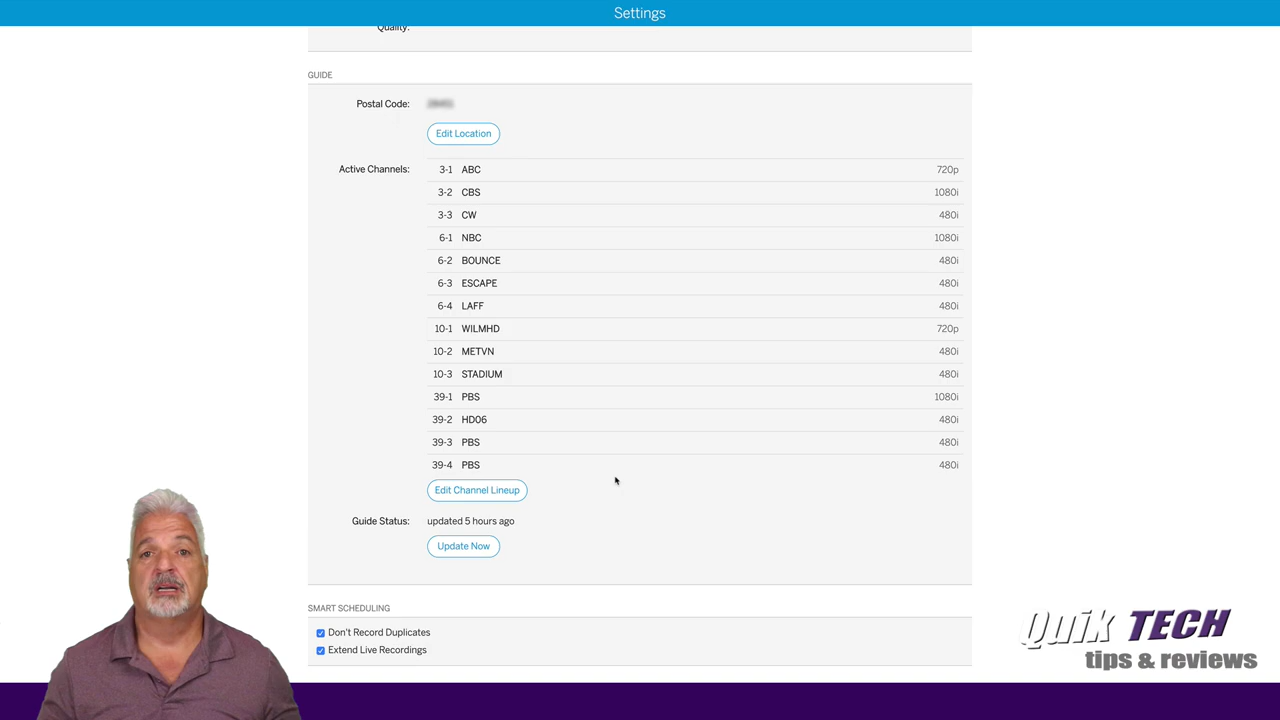 Settings
Quality:
GUIDE
Postal Code:
Edit Location
Active Channels:
3-1 ABC 720p
3-2 CBS 1080i
3-3 CW 480i
6-1 NBC 1080i
6-2 BOUNCE 480i
6-3 ESCAPE 480i
6-4 LAFF 480i
10-1 WILMHD 720p
10-2 METVN 480i
10-3 STADIUM 480i
39-1 PBS 1080i
39-2 HD06 480i
39-3 PBS 480i
39-4 PBS 480i
Edit Channel Lineup
Guide Status: updated 5 hours ago
Update Now
SMART SCHEDULING
Don't Record Duplicates
Extend Live Recordings
Quik TECH
tips & reviews